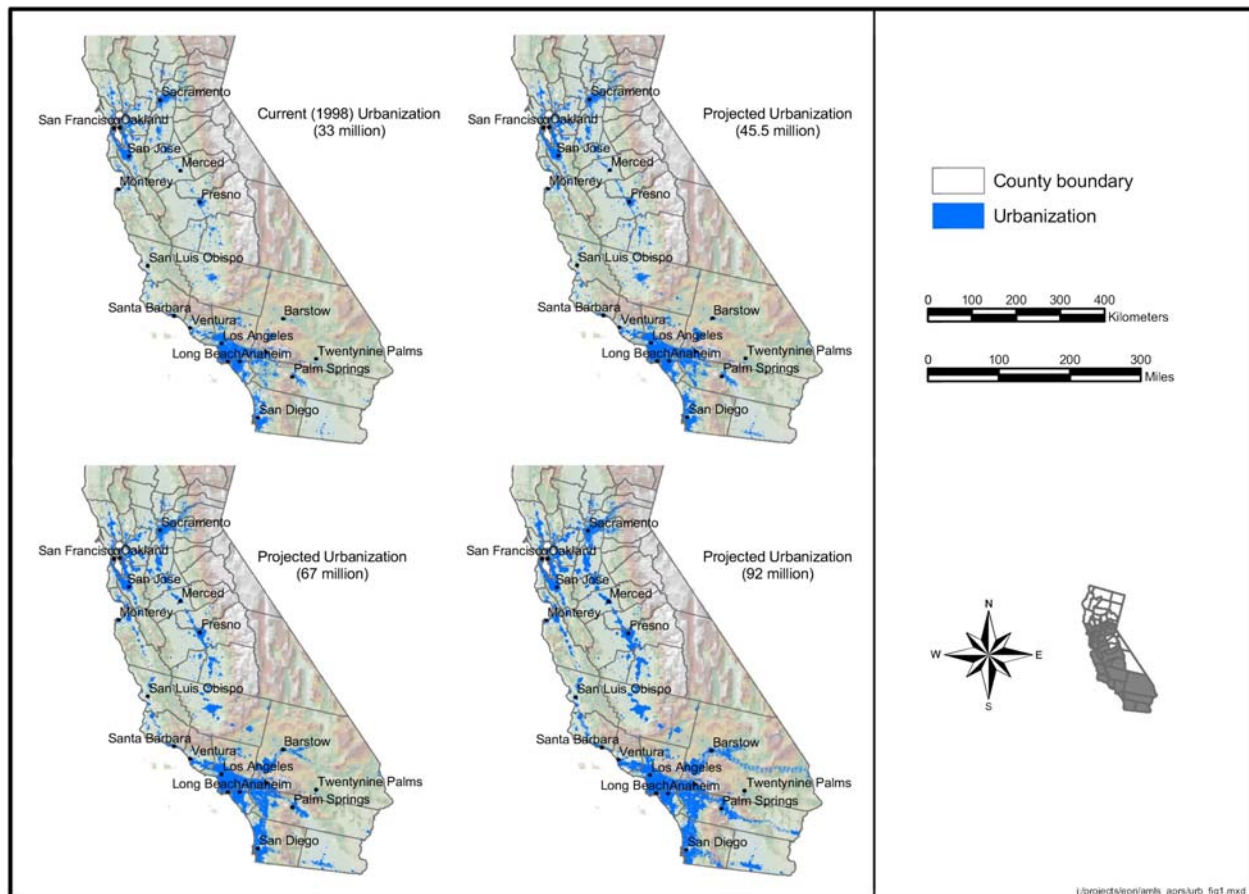 Sacramento
Current (1998) Urbanization
(33 million)
San Francisco
Oakland
San Jose
Merced
Monterey
Fresno
San Luis Obispo
Santa Barbara
Barstow
Ventura
Los Angeles
Long Beach
Anaheim
Twentynine Palms
Palm Springs
San Diego
Sacramento
Projected Urbanization
(45.5 million)
San Francisco
Oakland
San Jose
Merced
Monterey
Fresno
San Luis Obispo
Santa Barbara
Barstow
Ventura
Los Angeles
Long Beach
Anaheim
Twentynine Palms
Palm Springs
San Diego
Sacramento
Projected Urbanization
(67 million)
San Francisco
Oakland
San Jose
Merced
Monterey
Fresno
San Luis Obispo
Santa Barbara
Barstow
Ventura
Los Angeles
Long Beach
Anaheim
Twentynine Palms
Palm Springs
San Diego
Sacramento
Projected Urbanization
(92 million)
San Francisco
Oakland
San Jose
Merced
Monterey
Fresno
San Luis Obispo
Santa Barbara
Barstow
Ventura
Los Angeles
Long Beach
Anaheim
Twentynine Palms
Palm Springs
San Diego
County boundary
Urbanization
0 100 200 300 400
Kilometers
0 100 200 300
Miles
N
W E
S